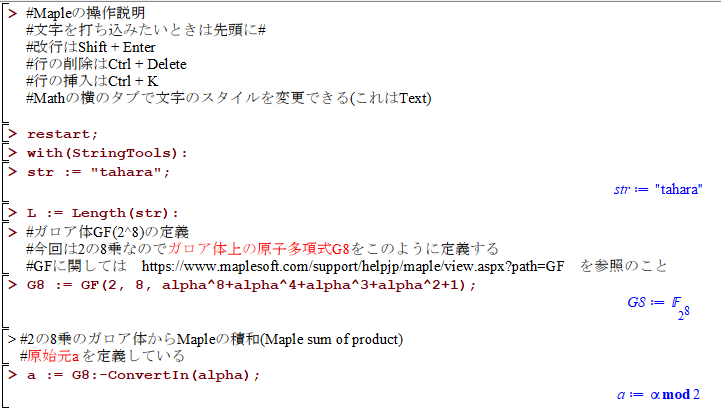 > #Mapleの操作説明
#文字を打ち込みたいときは先頭に#
#改行はShift + Enter
#行の削除はCtrl + Delete
#行の挿入はCtrl + K
#Mathの横のタブで文字のスタイルを変更できる(これはText)
> restart;
> with(StringTools):
> str := "tahara";
str := "tahara"
> L := Length(str):
> #ガロア体GF(2^8)の定義
#今回は2の8乗なのでガロア体上の原子多項式G8をこのように定義する
#GFに関しては　https://www.maplesoft.com/support/helpjp/maple/view.aspx?path=GF　を参照のこと
> G8 := GF(2, 8, alpha^8+alpha^4+alpha^3+alpha^2+1);
G8 := 𝔽_2^8
> #2の8乗のガロア体からMapleの積和(Maple sum of product)
#原始元aを定義している
> a := G8:-ConvertIn(alpha);
a := α mod 2